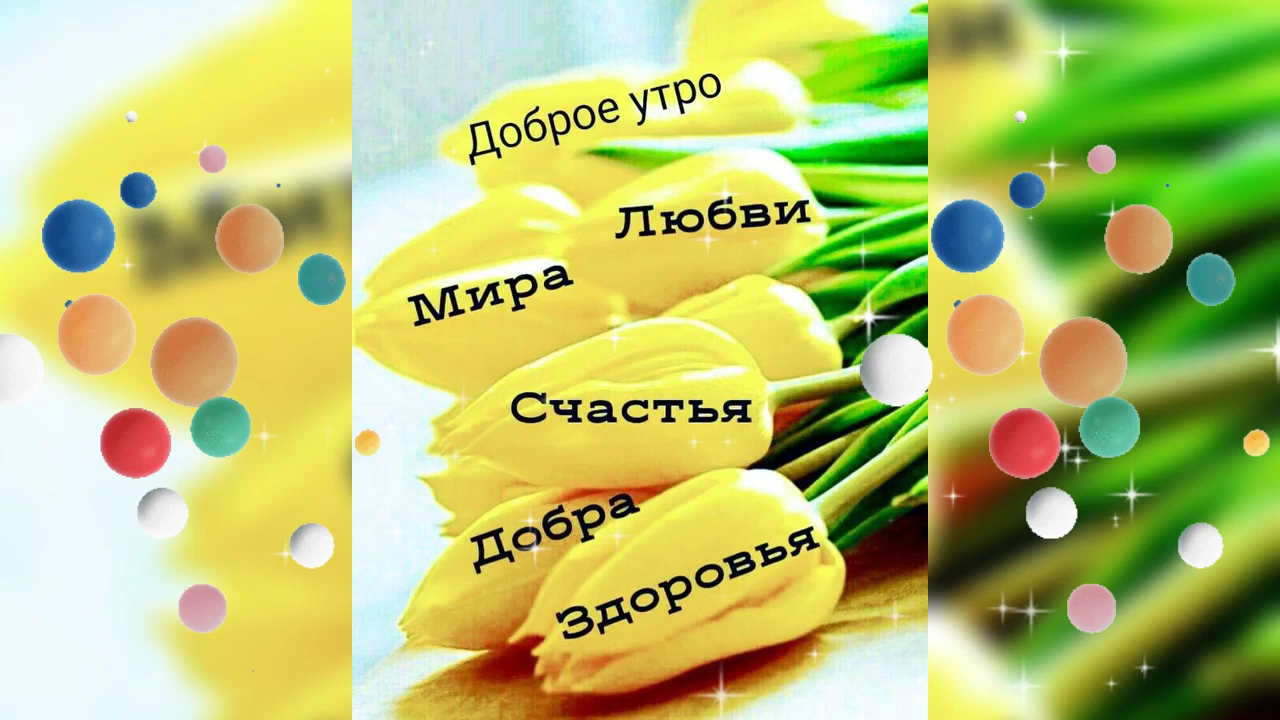 Доброе утро
Любви
Мира
Счастья
Добра
Здоровья